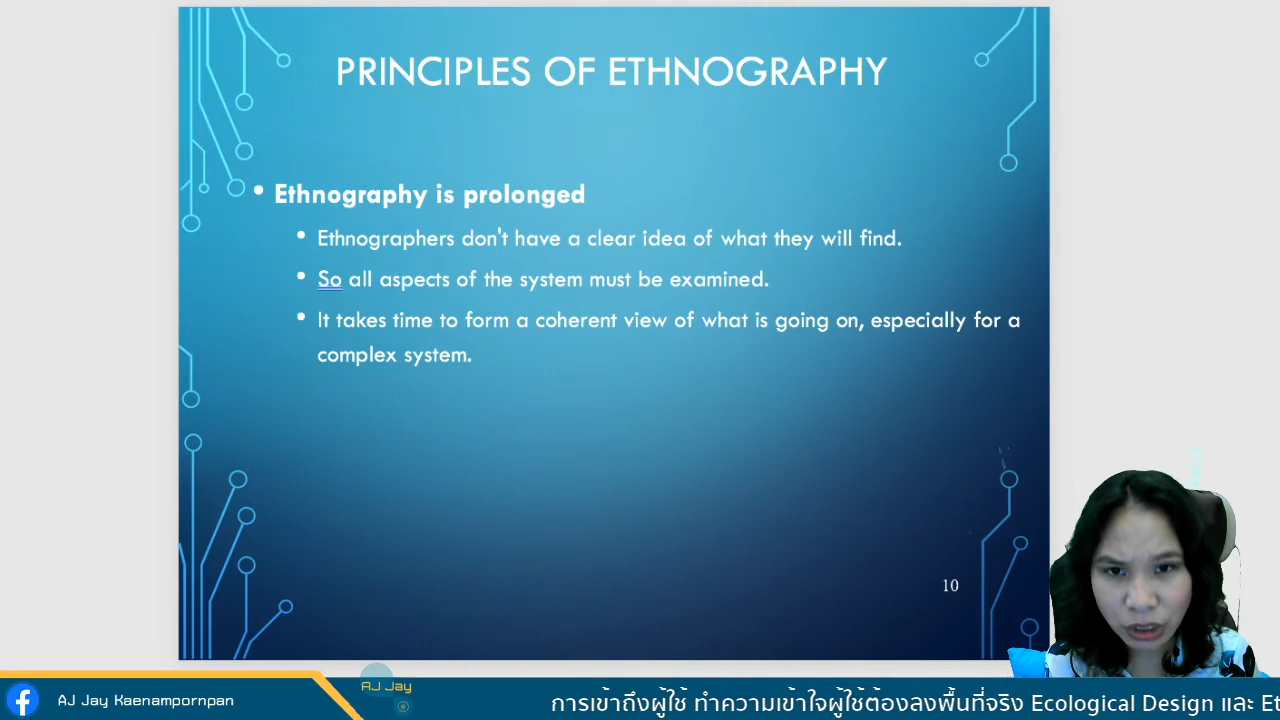 PRINCIPLES OF ETHNOGRAPHY
• Ethnography is prolonged
• Ethnographers don't have a clear idea of what they will find.
• So all aspects of the system must be examined.
• It takes time to form a coherent view of what is going on, especially for a
complex system.
10
AJ Jay Kaenampornpan
AJ Jay
การเข้าถึงผู้ใช้ ทำความเข้าใจผู้ใช้ต้องลงพื้นที่จริง Ecological Design และ Et